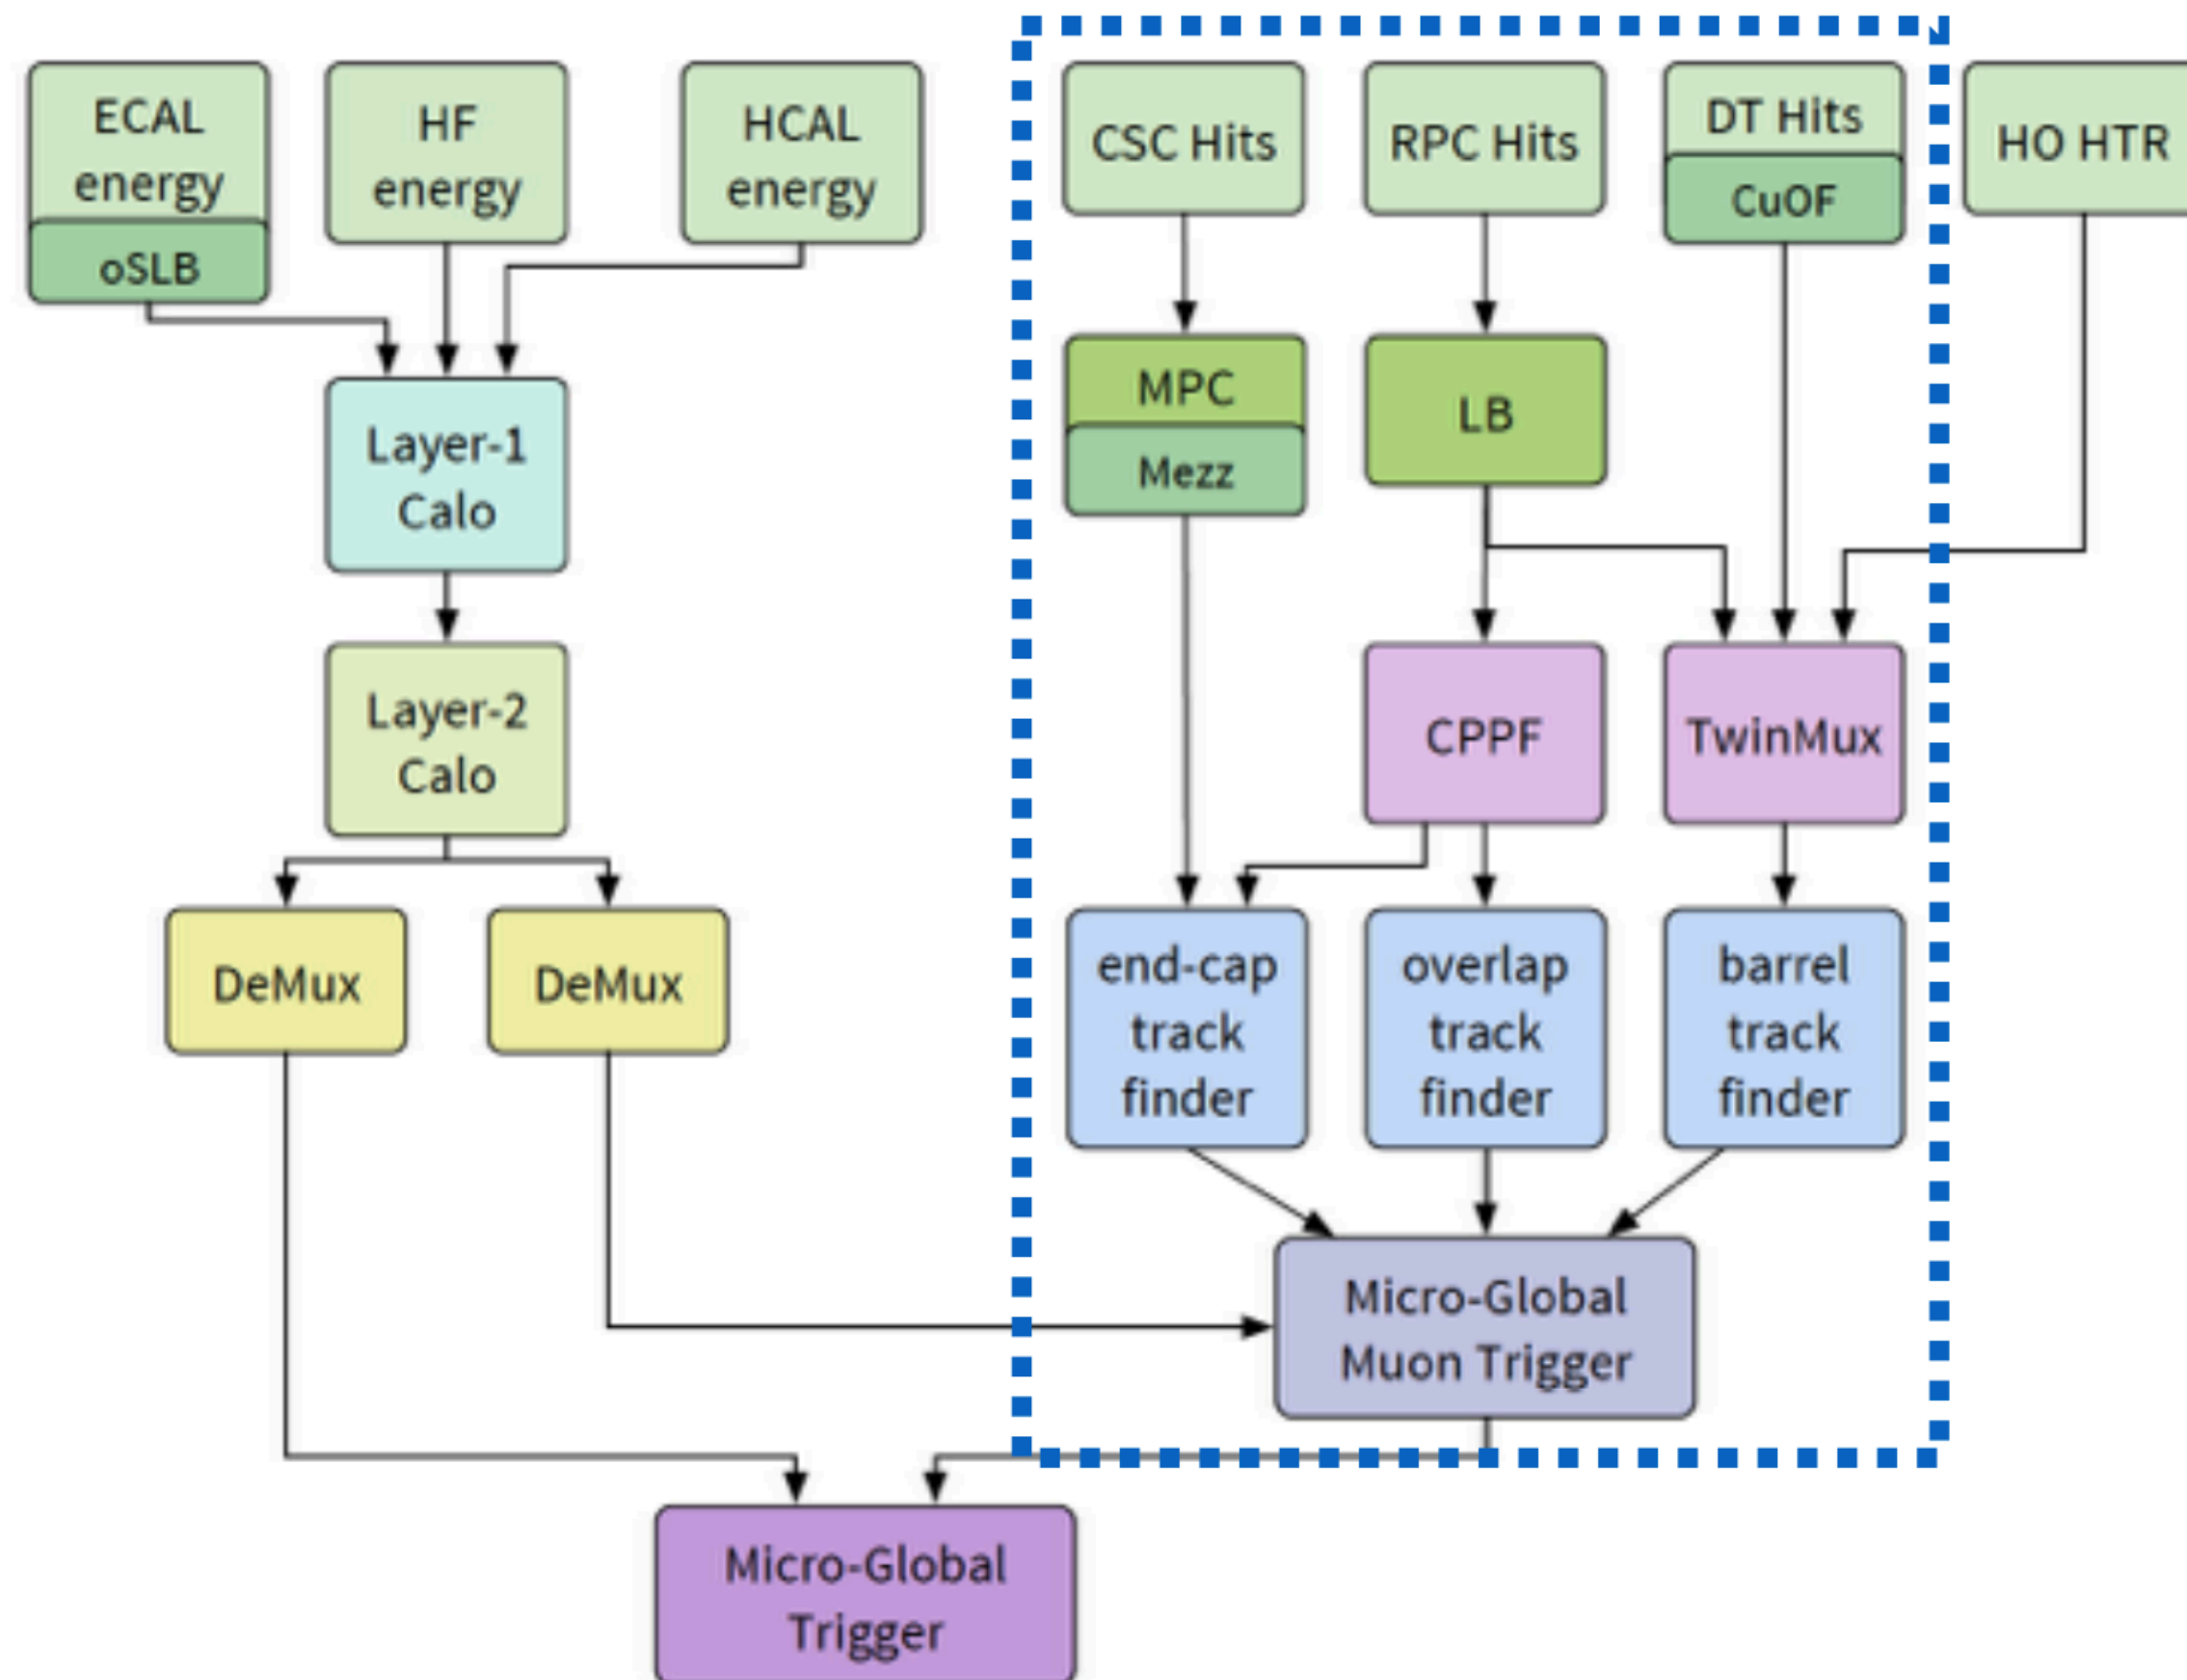 ECAL
energy
oSLB
HF
energy
HCAL
energy
CSC Hits
RPC Hits
DT Hits
CuOF
HO HTR
MPC
Mezz
LB
Layer-1
Calo
Layer-2
Calo
CPPF
TwinMux
DeMux
DeMux
end-cap
track
finder
overlap
track
finder
barrel
track
finder
Micro-Global
Muon Trigger
Micro-Global
Trigger